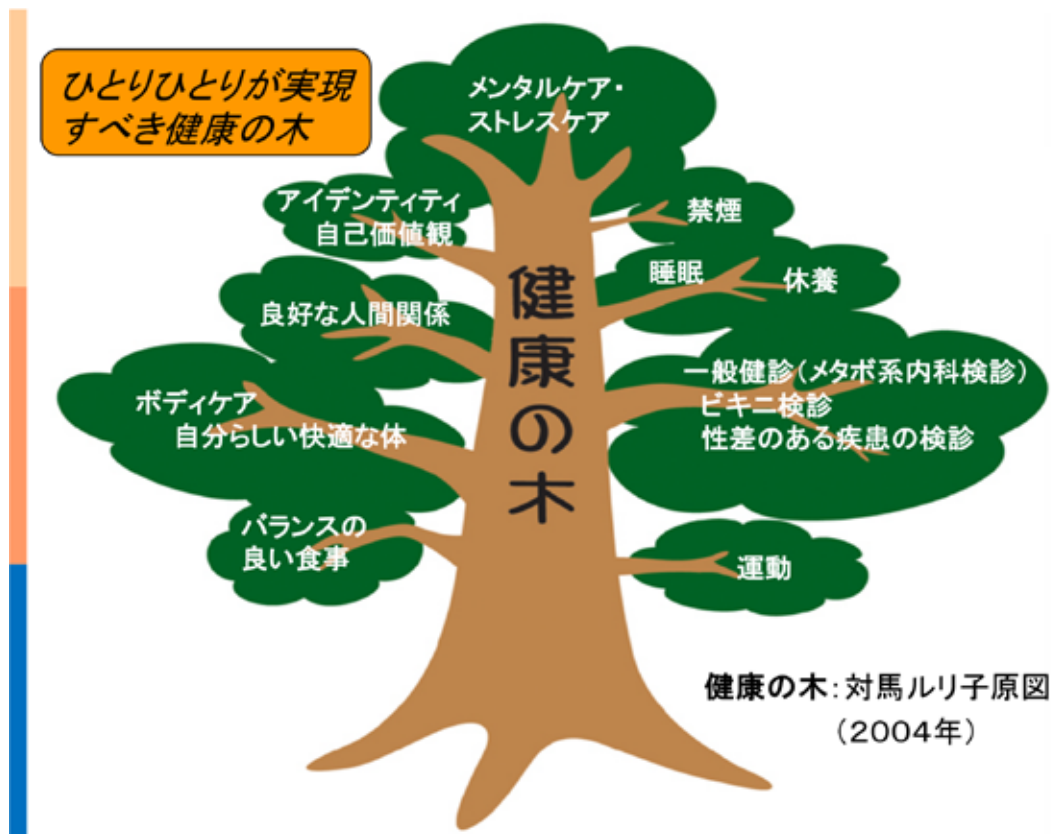 ひとりひとりが実現
すべき健康の木
メンタルケア・
ストレスケア
アイデンティティ
自己価値観
禁煙
睡眠
休養
良好な人間関係
一般健診(メタボ系内科検診)
ビキニ検診
性差のある疾患の検診
ボディケア
自分らしい快適な体
バランスの
良い食事
運動
健康の木
健康の木:対馬ルリ子原図
(2004年)